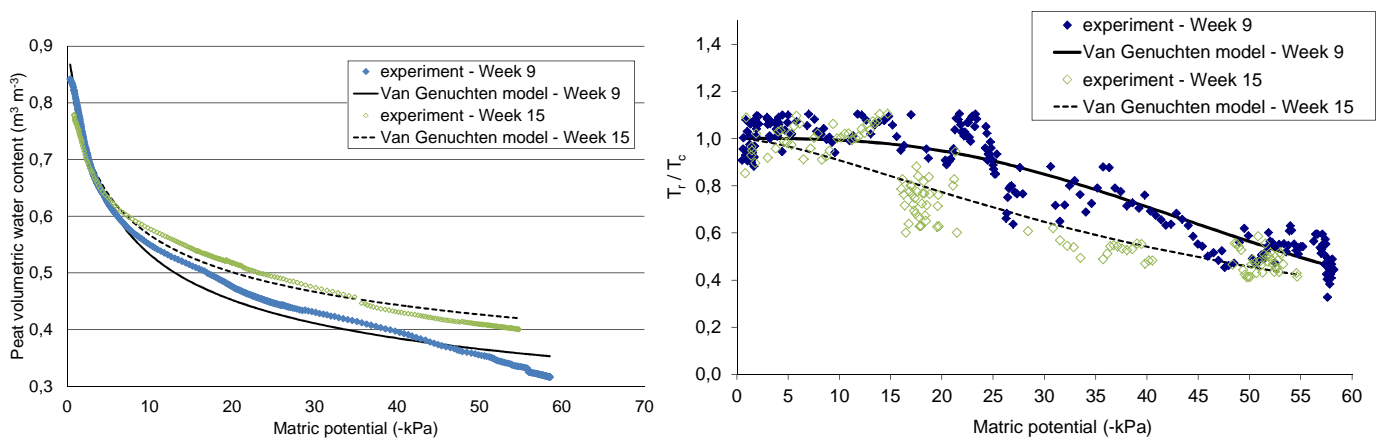 0,9
0,8
0,7
0,6
0,5
0,4
0,3
0 10 20 30 40 50 60 70
Peat volumetric water content (m³ m⁻³)
Matric potential (-kPa)
experiment - Week 9
Van Genuchten model - Week 9
experiment - Week 15
Van Genuchten model - Week 15
1,4
1,2
1,0
0,8
0,6
0,4
0,2
0,0
0 5 10 15 20 25 30 35 40 45 50 55 60
Tr / Tc
Matric potential (-kPa)
experiment - Week 9
Van Genuchten model - Week 9
experiment - Week 15
Van Genuchten model - Week 15